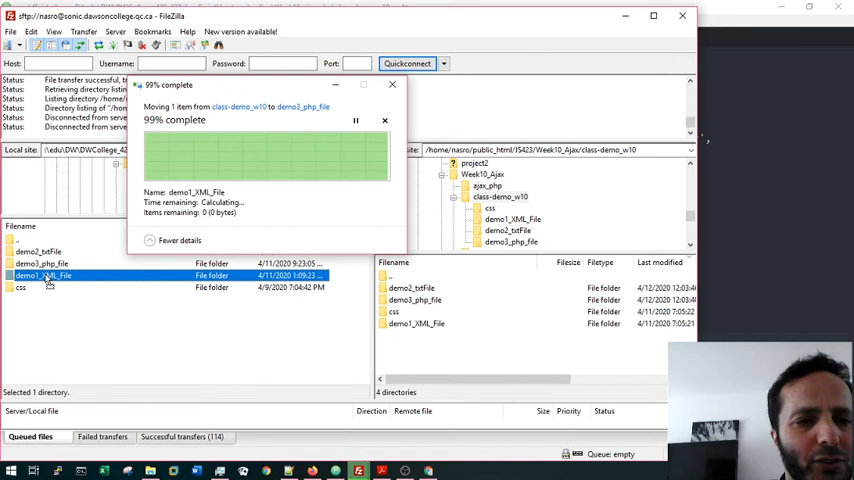 sftp://nasro@sonic.dawsoncollege.qc.ca - FileZilla
File Edit View Transfer Server Bookmarks Help New version available!
Host: Username: Password: Port: Quickconnect
Status: File transfer successful, tr
Status: Retrieving directory listing
Status: Listing directory /home/n
Status: Directory listing of "/hom
Status: Disconnected from server
Status: Disconnected from server
99% complete
Moving 1 item from class-demo_w10 to demo3_php_file
99% complete
Name: demo1_XML_File
Time remaining: Calculating...
Items remaining: 0 (0 bytes)
Fewer details
Local site: :\edu\DW\DWCollege_42
/home/nasro/public_html/JS423/Week10_Ajax/class-demo_w10
project2
Week10_Ajax
ajax_php
class-demo_w10
css
demo1_XML_File
demo2_txtFile
demo3_php_file
Filename
..
demo2_txtFile
demo3_php_file File folder 4/11/2020 9:23:05 ...
demo1_XML_File File folder 4/11/2020 1:09:23 ...
css File folder 4/9/2020 7:04:42 PM
Selected 1 directory.
Filename Filesize Filetype Last modified
..
demo2_txtFile File folder 4/12/2020 12:03:4
demo3_php_file File folder 4/12/2020 12:03:4
css File folder 4/11/2020 7:05:22
demo1_XML_File File folder 4/11/2020 7:05:21
4 directories
Server/Local file Direction Remote file Size Priority Status
Queued files Failed transfers Successful transfers (114)
Queue: empty